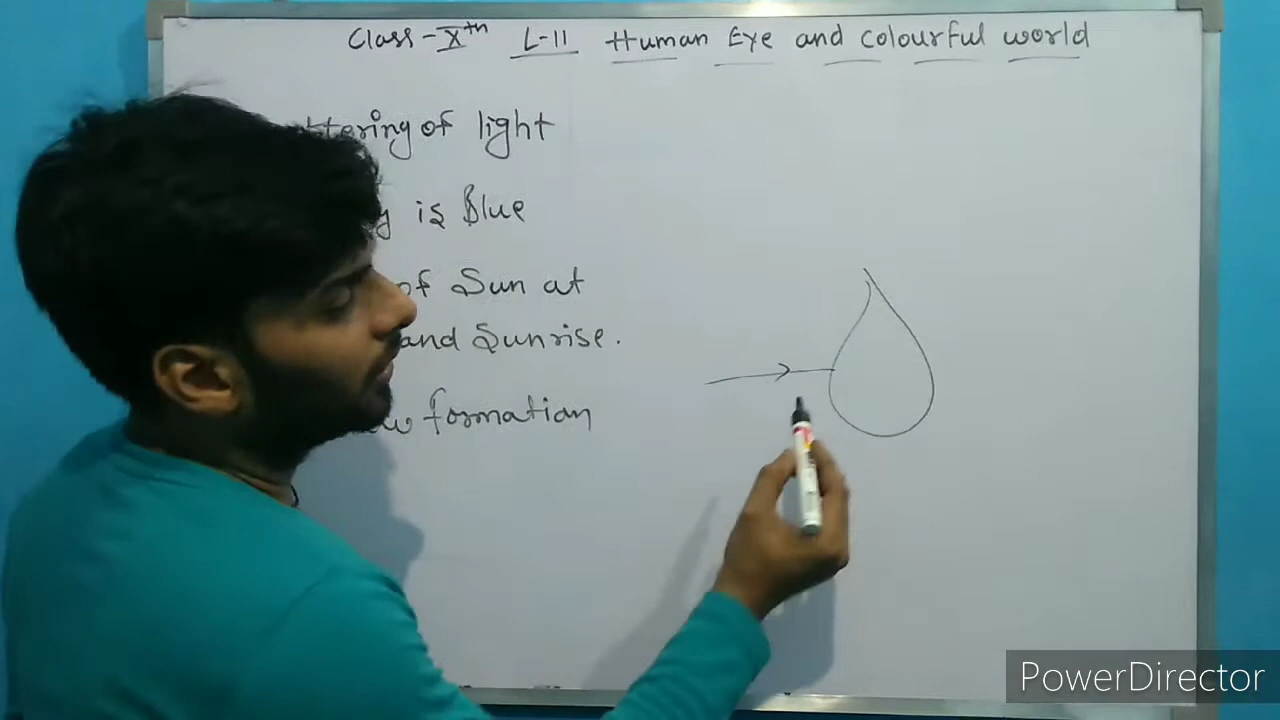 Class - Xth L-11 Human Eye and colourful world
of light
is Blue
of Sun at
and Sunrise.
formation
PowerDirector